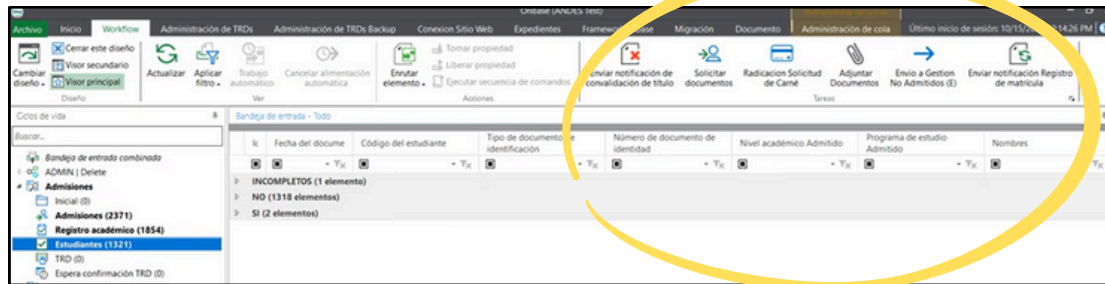 OnBase (ANDES Test)
Archivo Inicio Workflow Administración de TRDs Administración de TRDs Backup Conexion Sitio Web Expedientes Migración Documento Administración de cola
Cambiar diseño
Cerrar este diseño
Visor secundario
Visor principal
Diseño
Actualizar
Aplicar filtro
Trabajo automático
Cancelar alimentación automática
Ver
Enrutar elemento
Tomar propiedad
Liberar propiedad
Ejecutar secuencia de comandos
Acciones
Enviar notificación de convalidación de título
Solicitar documentos
Radicacion Solicitud de Carné
Adjuntar Documentos
Envio a Gestion No Admitidos (E)
Enviar notificación Registro de matrícula
Tareas
Ciclos de vida
Buscar...
Bandeja de entrada combinada
ADMIN | Delete
Admisiones
Inicial (0)
Admisiones (2371)
Registro académico (1854)
Estudiantes (1321)
TRD (0)
Espera confirmación TRD (0)
Bandeja de entrada - Todo
Fecha del docume
Código del estudiante
Tipo de documento de identificación
Número de documento de identidad
Nivel académico Admitido
Programa de estudio Admitido
Nombres
INCOMPLETOS (1 elemento)
NO (1318 elementos)
SI (2 elementos)